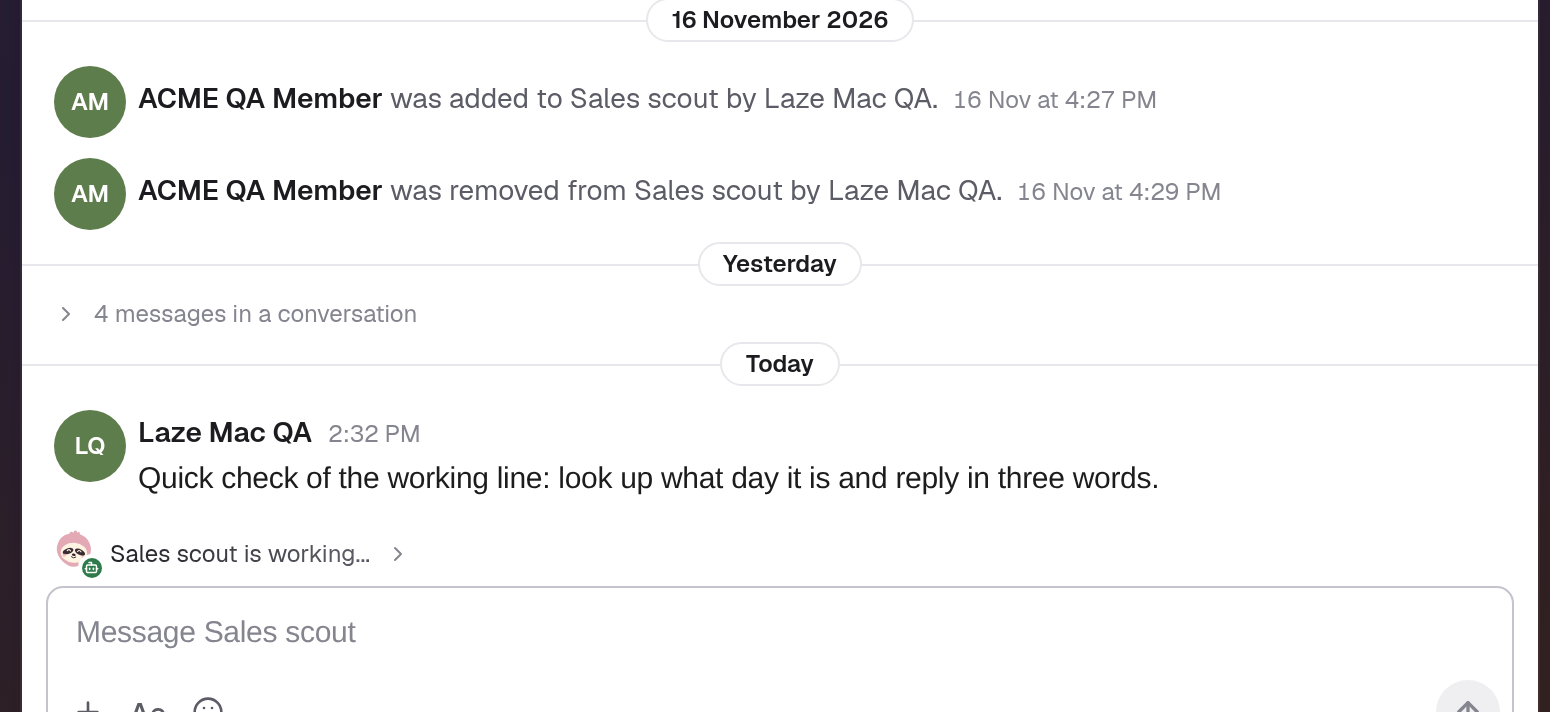 16 November 2026
AM
ACME QA Member was added to Sales scout by Laze Mac QA. 16 Nov at 4:27 PM
AM
ACME QA Member was removed from Sales scout by Laze Mac QA. 16 Nov at 4:29 PM
Yesterday
4 messages in a conversation
Today
LQ
Laze Mac QA 2:32 PM
Quick check of the working line: look up what day it is and reply in three words.
Sales scout is working...
Message Sales scout
Aa